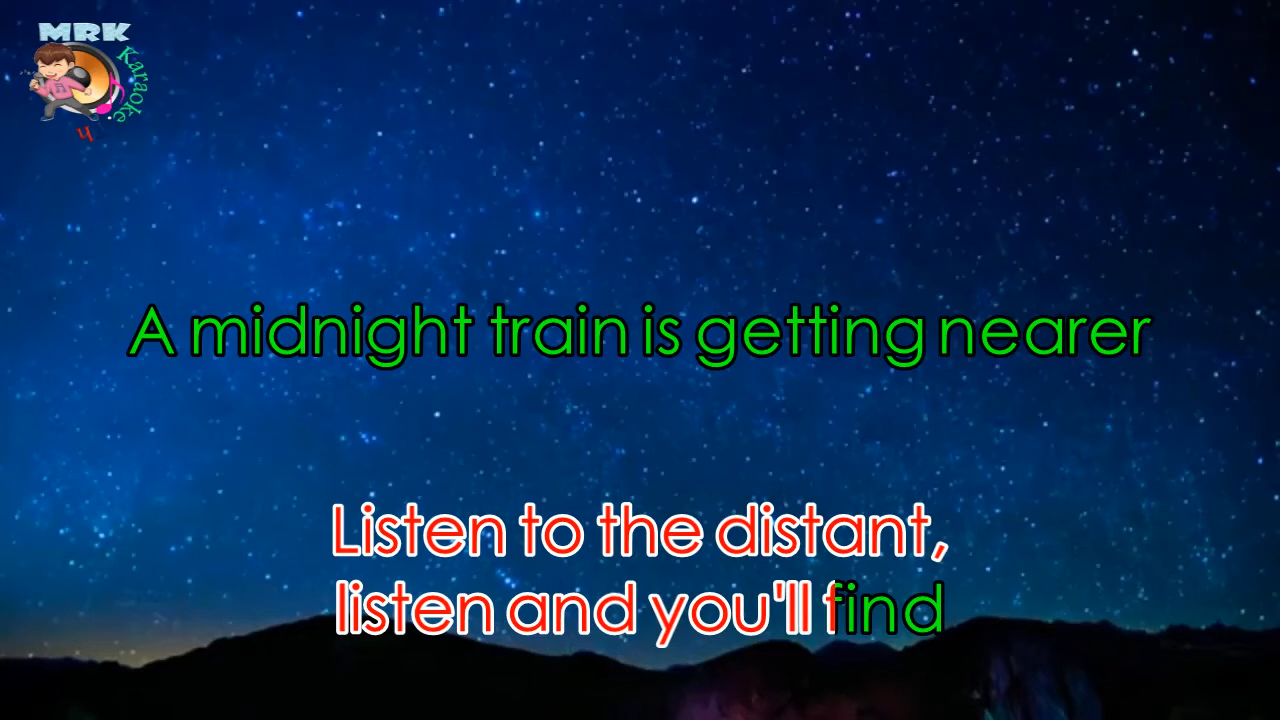 MRK
Karaoke
A midnight train is getting nearer
Listen to the distant,
listen and you'll find